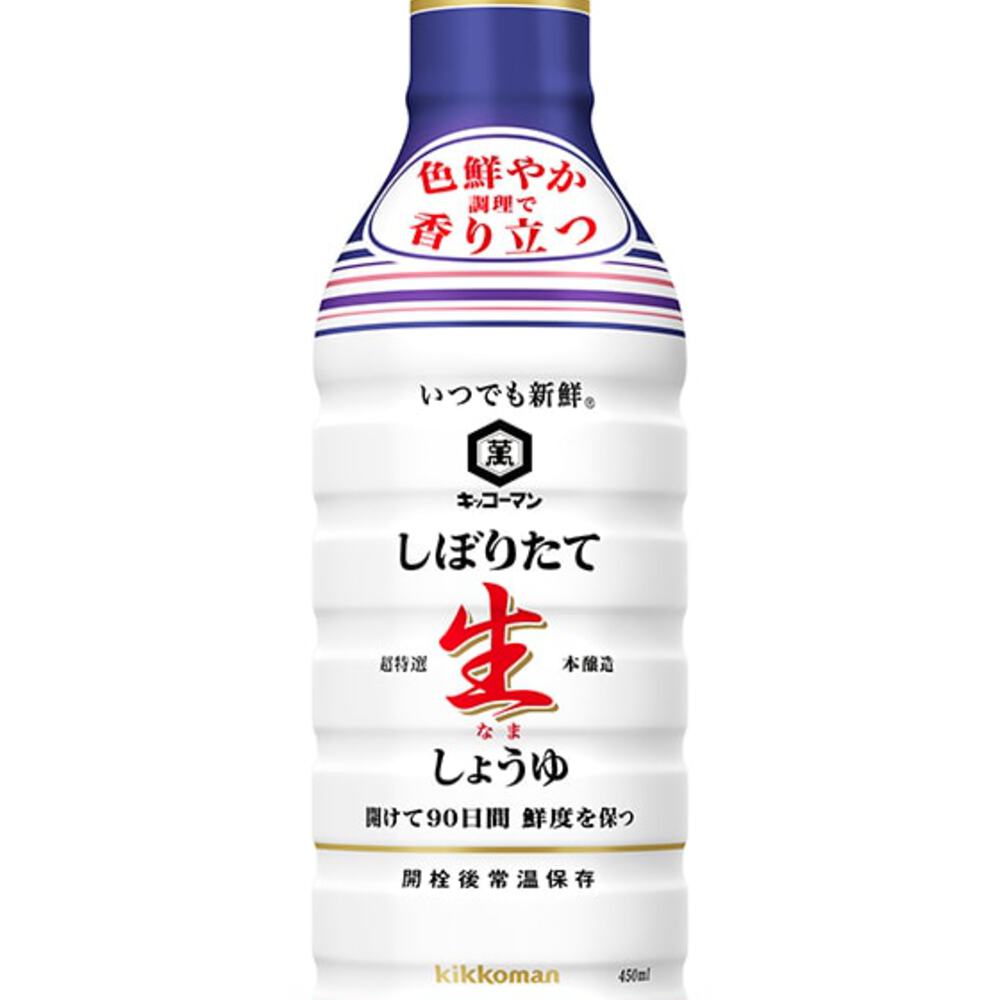 色鮮やか
調理で
香り立つ
いつでも新鮮®
萬
キッコーマン
しぼりたて
超特選 生 本醸造
なま
しょうゆ
開けて90日間 鮮度を保つ
開栓後常温保存
kikkoman 450ml